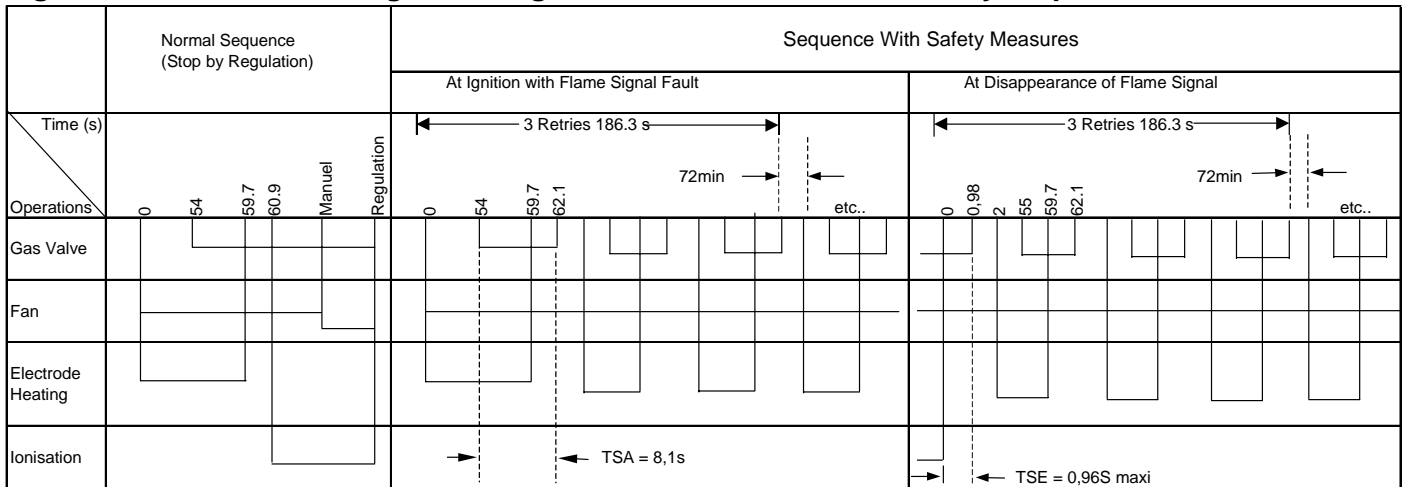 Normal Sequence
(Stop by Regulation)
Sequence With Safety Measures
At Ignition with Flame Signal Fault
At Disappearance of Flame Signal
Time (s)
Operations
0
54
59.7
60.9
Manuel
Regulation
3 Retries 186.3 s
72min
0
54
59.7
62.1
etc..
3 Retries 186.3 s
72min
0
0,98
2
55
59.7
62.1
etc..
Gas Valve
Fan
Electrode
Heating
Ionisation
TSA = 8,1s
TSE = 0,96S maxi